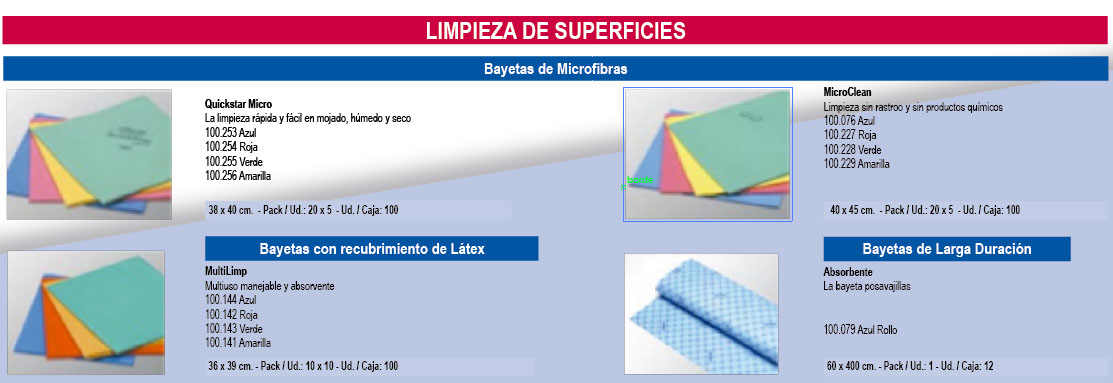 LIMPIEZA DE SUPERFICIES
Bayetas de Microfibras
Quickstar Micro
La limpieza rápida y fácil en mojado, húmedo y seco
100.253 Azul
100.254 Roja
100.255 Verde
100.256 Amarilla
38 x 40 cm. - Pack / Ud.: 20 x 5 - Ud. / Caja: 100
MicroClean
Limpieza sin rastroo y sin productos químicos
100.076 Azul
100.227 Roja
100.228 Verde
100.229 Amarilla
borde
40 x 45 cm. - Pack / Ud.: 20 x 5 - Ud. / Caja: 100
Bayetas con recubrimiento de Látex
MultiLimp
Multiuso manejable y absorvente
100.144 Azul
100.142 Roja
100.143 Verde
100.141 Amarilla
36 x 39 cm. - Pack / Ud.: 10 x 10 - Ud. / Caja: 100
Bayetas de Larga Duración
Absorbente
La bayeta posavajillas
100.079 Azul Rollo
60 x 400 cm. - Pack / Ud.: 1 - Ud. / Caja: 12